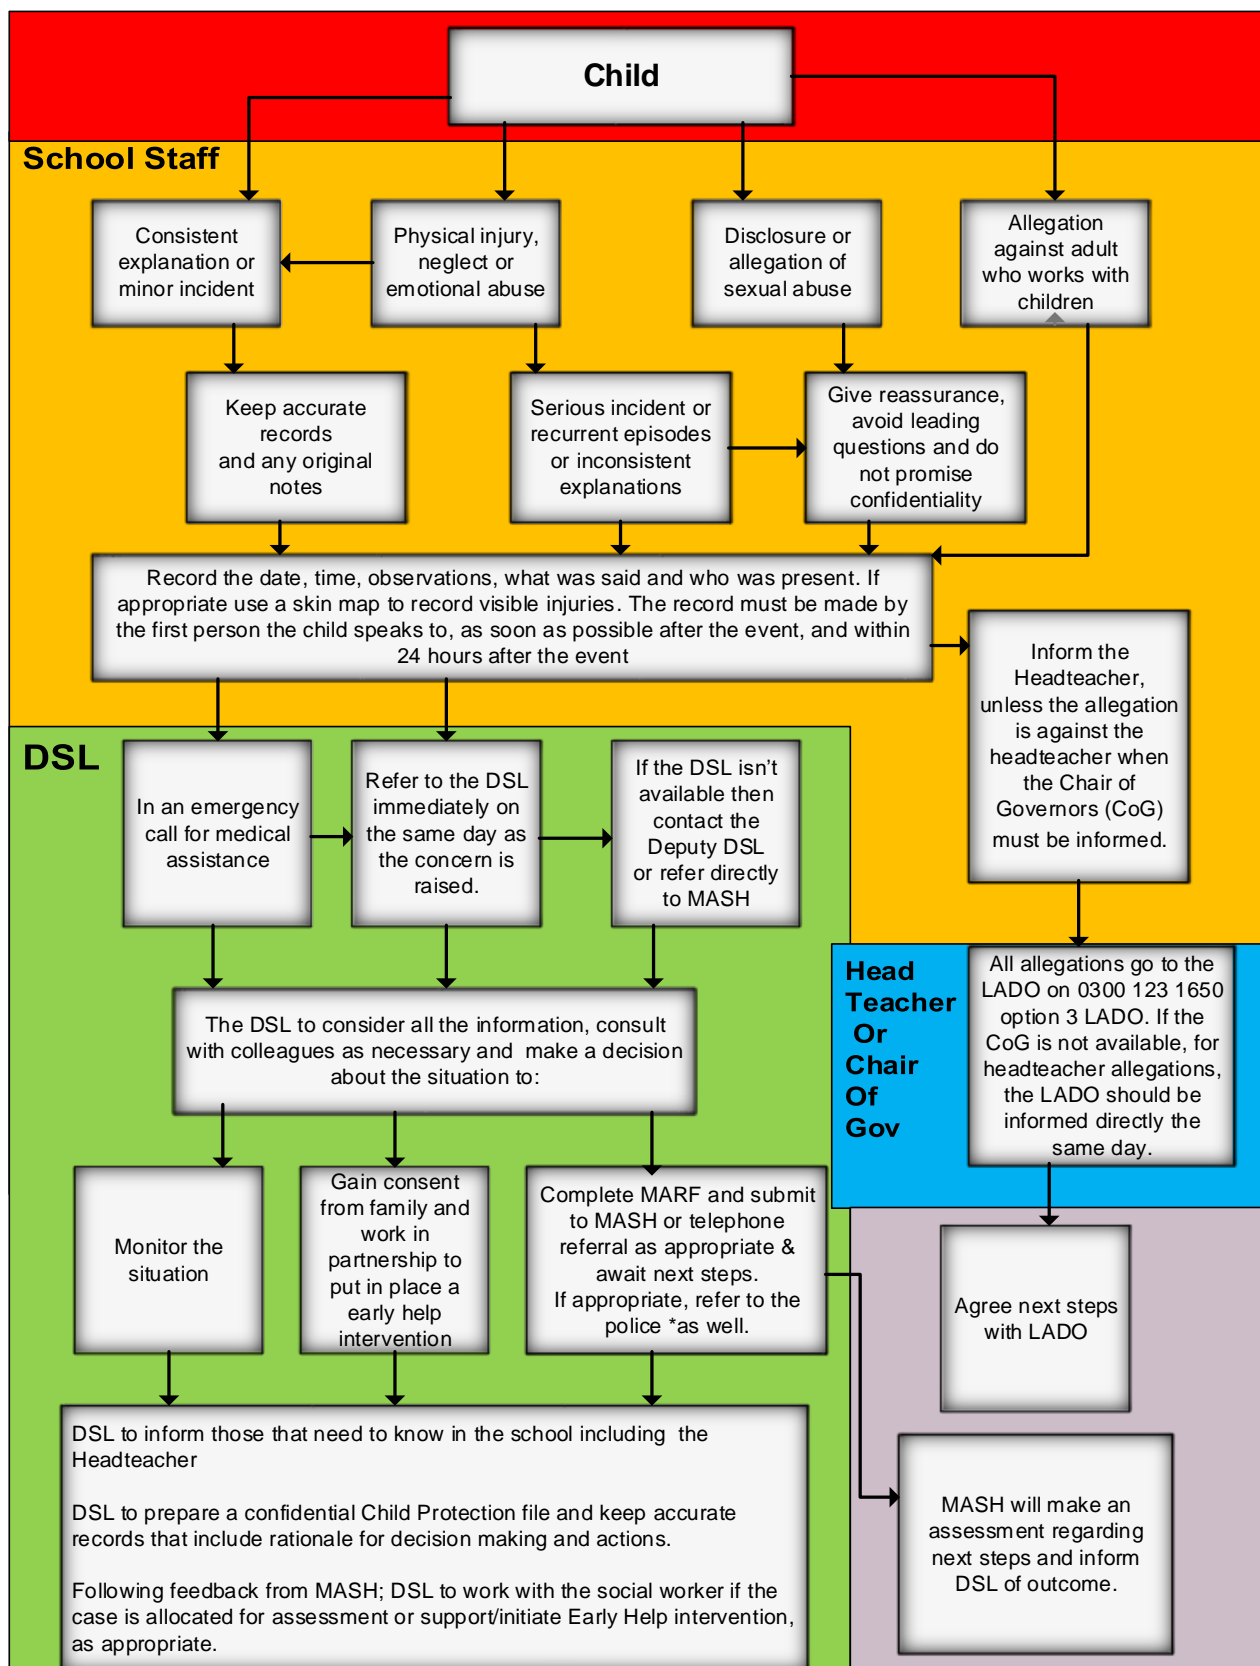 Child
School Staff
Consistent
explanation or
minor incident
Physical injury,
neglect or
emotional abuse
Disclosure or
allegation of
sexual abuse
Allegation
against adult
who works with
children
Keep accurate
records
and any original
notes
Serious incident or
recurrent episodes
or inconsistent
explanations
Give reassurance,
avoid leading
questions and do
not promise
confidentiality
Record the date, time, observations, what was said and who was present. If
appropriate use a skin map to record visible injuries. The record must be made by
the first person the child speaks to, as soon as possible after the event, and within
24 hours after the event
Inform the
Headteacher,
unless the allegation
is against the
headteacher when
the Chair of
Governors (CoG)
must be informed.
DSL
In an emergency
call for medical
assistance
Refer to the DSL
immediately on
the same day as
the concern is
raised.
If the DSL isn't
available then
contact the
Deputy DSL
or refer directly
to MASH
Head
Teacher
Or
Chair
Of
Gov
All allegations go to the
LADO on 0300 123 1650
option 3 LADO. If the
CoG is not available, for
headteacher allegations,
the LADO should be
informed directly the
same day.
The DSL to consider all the information, consult
with colleagues as necessary and  make a decision
about the situation to:
Monitor the
situation
Gain consent
from family and
work in
partnership to
put in place a
early help
intervention
Complete MARF and submit
to MASH or telephone
referral as appropriate &
await next steps.
If appropriate, refer to the
police *as well.
Agree next steps
with LADO
DSL to inform those that need to know in the school including  the
Headteacher
DSL to prepare a confidential Child Protection file and keep accurate
records that include rationale for decision making and actions.
Following feedback from MASH; DSL to work with the social worker if the
case is allocated for assessment or support/initiate Early Help intervention,
as appropriate.
MASH will make an
assessment regarding
next steps and inform
DSL of outcome.